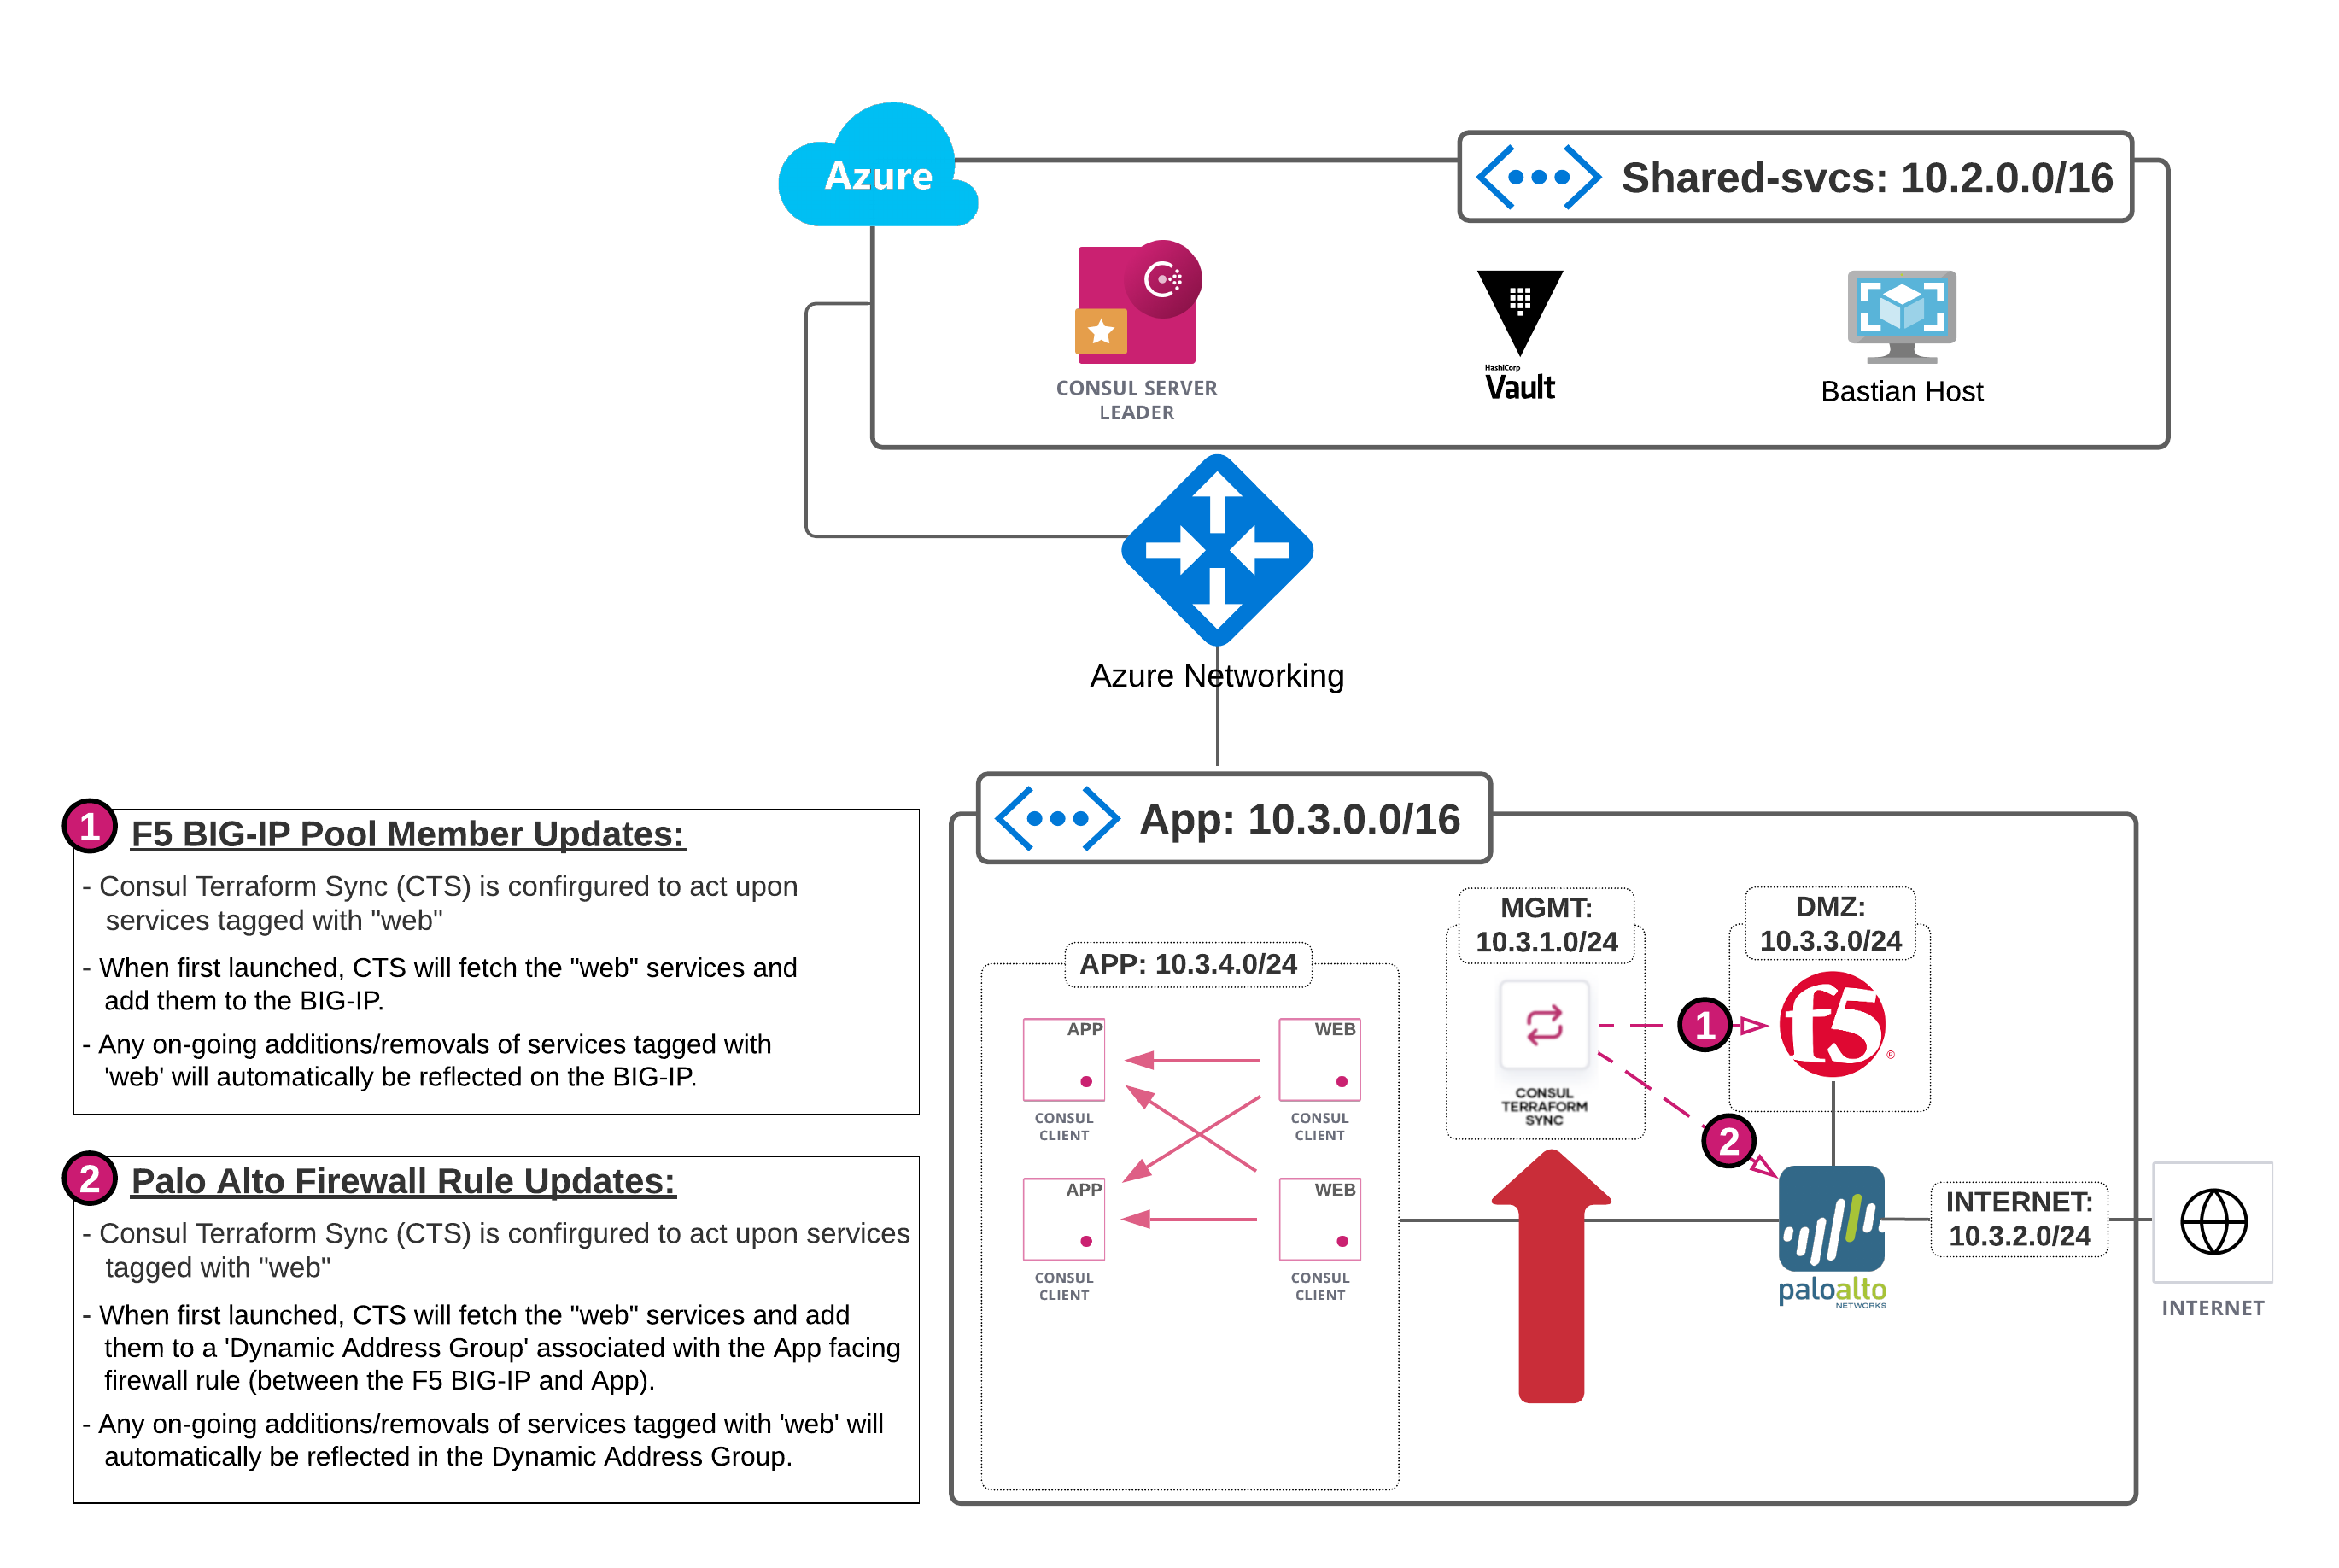 Azure
Shared-svcs: 10.2.0.0/16
CONSUL SERVER
LEADER
HashiCorp
Vault
Bastian Host
Azure Networking
App: 10.3.0.0/16
1
F5 BIG-IP Pool Member Updates:
- Consul Terraform Sync (CTS) is confirgured to act upon
services tagged with "web"
- When first launched, CTS will fetch the "web" services and
add them to the BIG-IP.
- Any on-going additions/removals of services tagged with
'web' will automatically be reflected on the BIG-IP.
2
Palo Alto Firewall Rule Updates:
- Consul Terraform Sync (CTS) is confirgured to act upon services
tagged with "web"
- When first launched, CTS will fetch the "web" services and add
them to a 'Dynamic Address Group' associated with the App facing
firewall rule (between the F5 BIG-IP and App).
- Any on-going additions/removals of services tagged with 'web' will
automatically be reflected in the Dynamic Address Group.
APP: 10.3.4.0/24
APP
CONSUL
CLIENT
WEB
CONSUL
CLIENT
APP
CONSUL
CLIENT
WEB
CONSUL
CLIENT
MGMT:
10.3.1.0/24
CONSUL
TERRAFORM
SYNC
1
2
DMZ:
10.3.3.0/24
f5®
paloalto
NETWORKS
INTERNET:
10.3.2.0/24
INTERNET